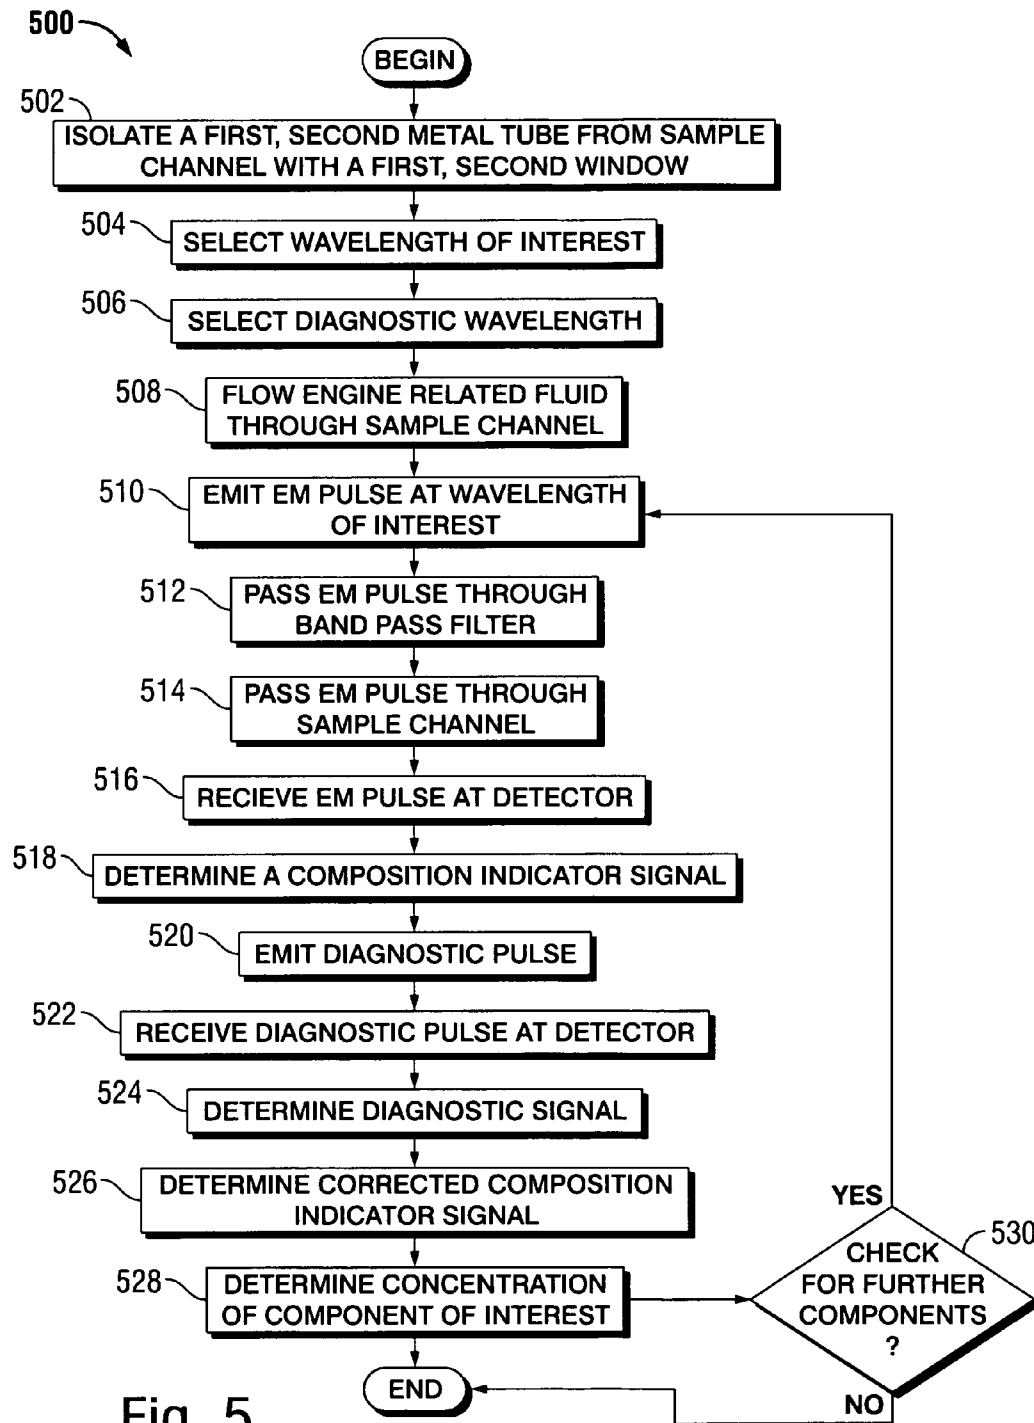 500
BEGIN
502
ISOLATE A FIRST, SECOND METAL TUBE FROM SAMPLE
CHANNEL WITH A FIRST, SECOND WINDOW
504
SELECT WAVELENGTH OF INTEREST
506
SELECT DIAGNOSTIC WAVELENGTH
508
FLOW ENGINE RELATED FLUID
THROUGH SAMPLE CHANNEL
510
EMIT EM PULSE AT WAVELENGTH
OF INTEREST
512
PASS EM PULSE THROUGH
BAND PASS FILTER
514
PASS EM PULSE THROUGH
SAMPLE CHANNEL
516
RECIEVE EM PULSE AT DETECTOR
518
DETERMINE A COMPOSITION INDICATOR SIGNAL
520
EMIT DIAGNOSTIC PULSE
522
RECEIVE DIAGNOSTIC PULSE AT DETECTOR
524
DETERMINE DIAGNOSTIC SIGNAL
526
DETERMINE CORRECTED COMPOSITION
INDICATOR SIGNAL
528
DETERMINE CONCENTRATION
OF COMPONENT OF INTEREST
YES
530
CHECK
FOR FURTHER
COMPONENTS
?
NO
END
Fig. 5